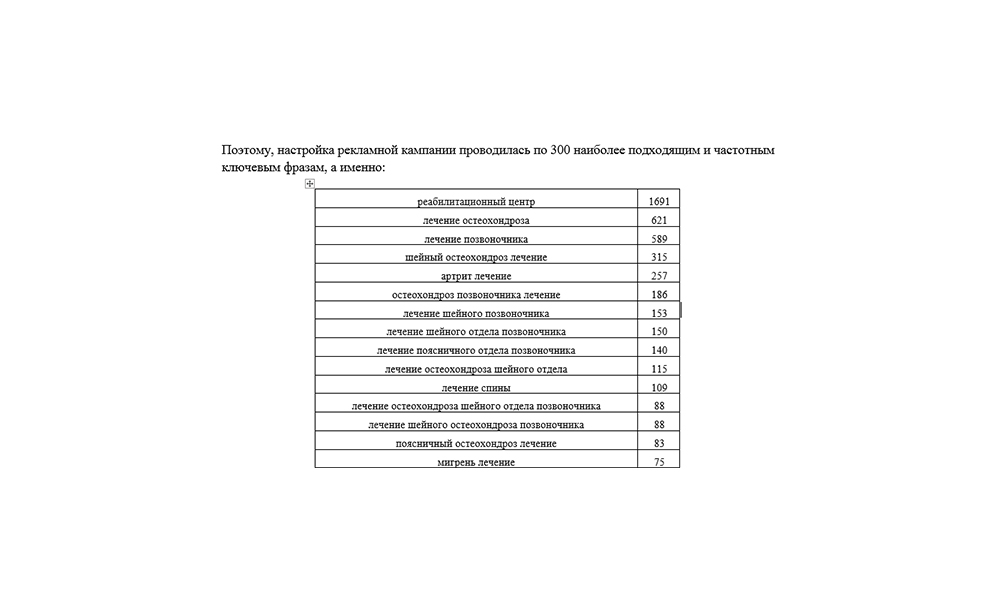 Поэтому, настройка рекламной кампании проводилась по 300 наиболее подходящим и частотным
ключевым фразам, а именно:
реабилитационный центр 1691
лечение остеохондроза 621
лечение позвоночника 589
шейный остеохондроз лечение 315
артрит лечение 257
остеохондроз позвоночника лечение 186
лечение шейного позвоночника 153
лечение шейного отдела позвоночника 150
лечение поясничного отдела позвоночника 140
лечение остеохондроза шейного отдела 115
лечение спины 109
лечение остеохондроза шейного отдела позвоночника 88
лечение шейного остеохондроза позвоночника 88
поясничный остеохондроз лечение 83
мигрень лечение 75